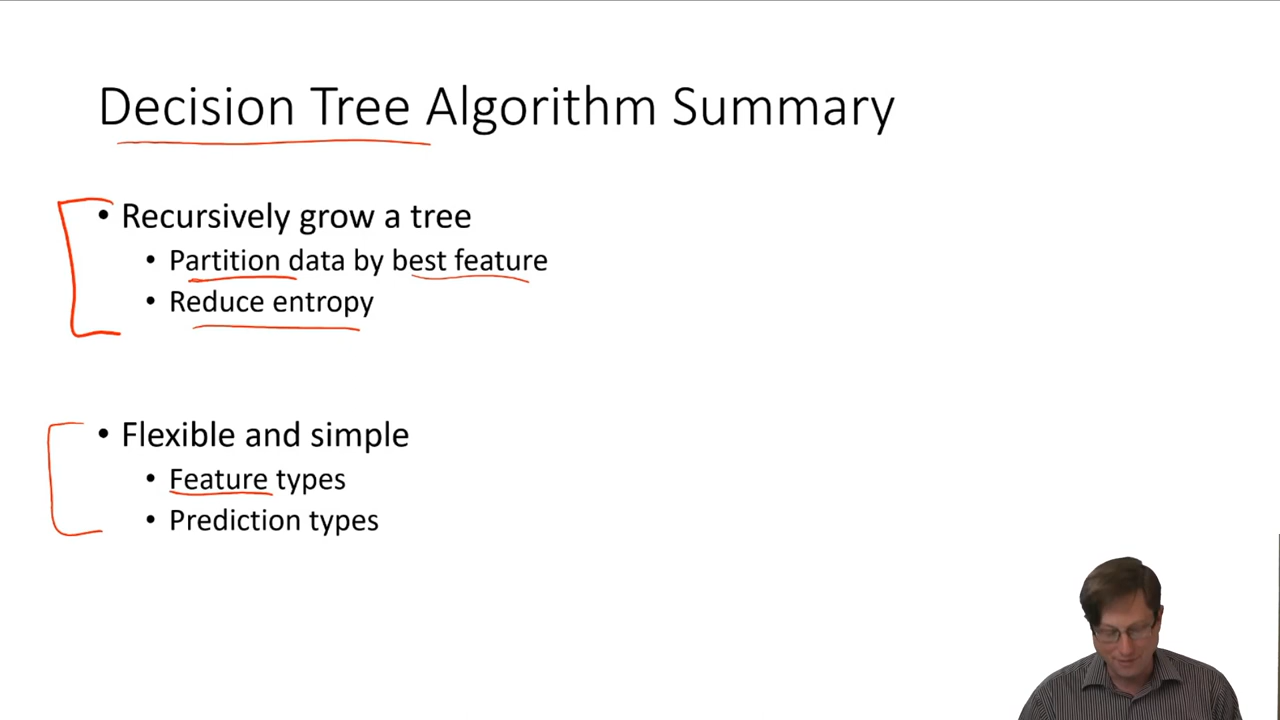 Decision Tree Algorithm Summary
• Recursively grow a tree
• Partition data by best feature
• Reduce entropy
• Flexible and simple
• Feature types
• Prediction types